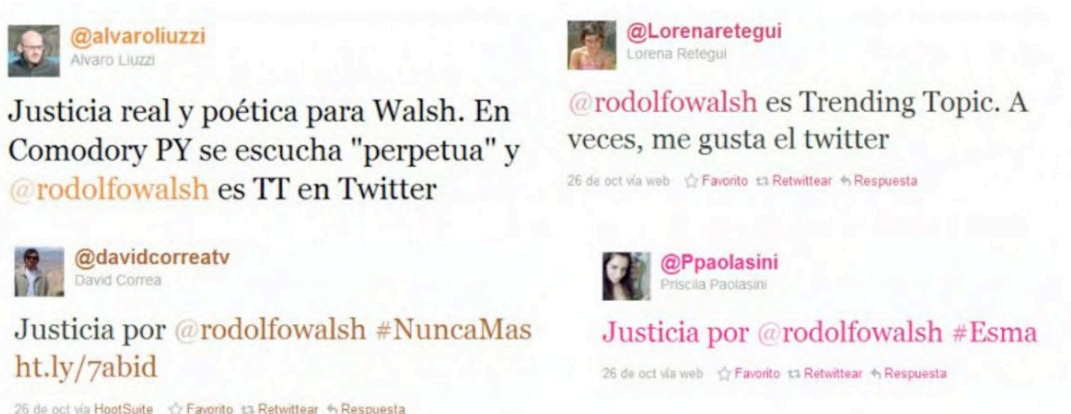 @alvaroliuzzi
Alvaro Liuzzi
Justicia real y poética para Walsh. En
Comodory PY se escucha "perpetua" y
@rodolfowalsh es TT en Twitter
@Lorenaretegui
Lorena Retegui
@rodolfowalsh es Trending Topic. A
veces, me gusta el twitter
26 de oct vía web Favorito Retwittear Respuesta
@davidcorreatv
David Correa
Justicia por @rodolfowalsh #NuncaMas
ht.ly/7abid
26 de oct vía HootSuite Favorito Retwittear Respuesta
@Ppaolasini
Priscila Paolasini
Justicia por @rodolfowalsh #Esma
26 de oct vía web Favorito Retwittear Respuesta